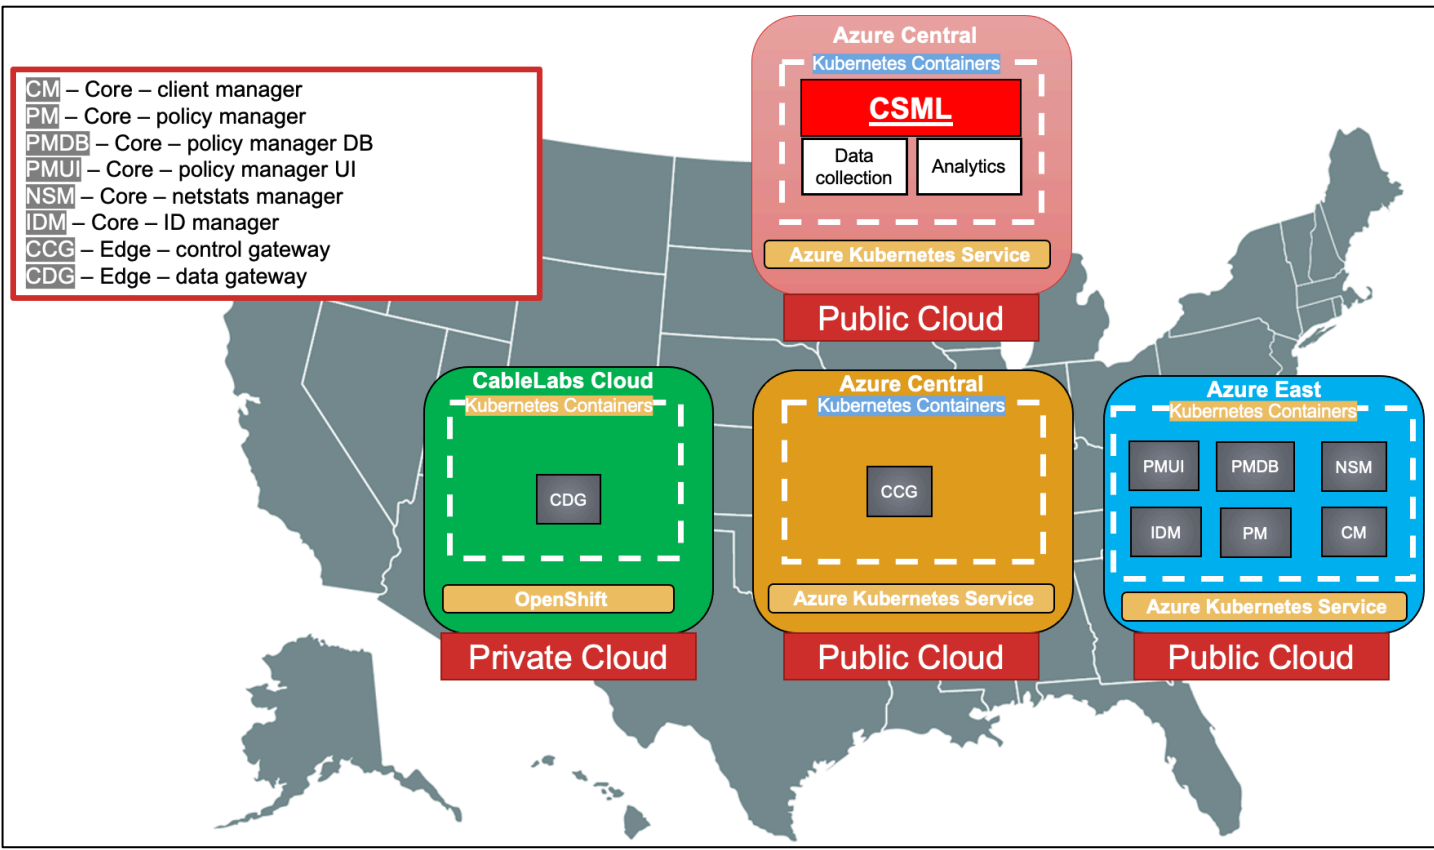 CM – Core – client manager
PM – Core – policy manager
PMDB – Core – policy manager DB
PMUI – Core – policy manager UI
NSM – Core – netstats manager
IDM – Core – ID manager
CCG – Edge – control gateway
CDG – Edge – data gateway
Azure Central
Kubernetes Containers
CSML
Data
collection
Analytics
Azure Kubernetes Service
Public Cloud
CableLabs Cloud
Kubernetes Containers
CDG
OpenShift
Private Cloud
Azure Central
Kubernetes Containers
CCG
Azure Kubernetes Service
Public Cloud
Azure East
Kubernetes Containers
PMUI
PMDB
NSM
IDM
PM
CM
Azure Kubernetes Service
Public Cloud